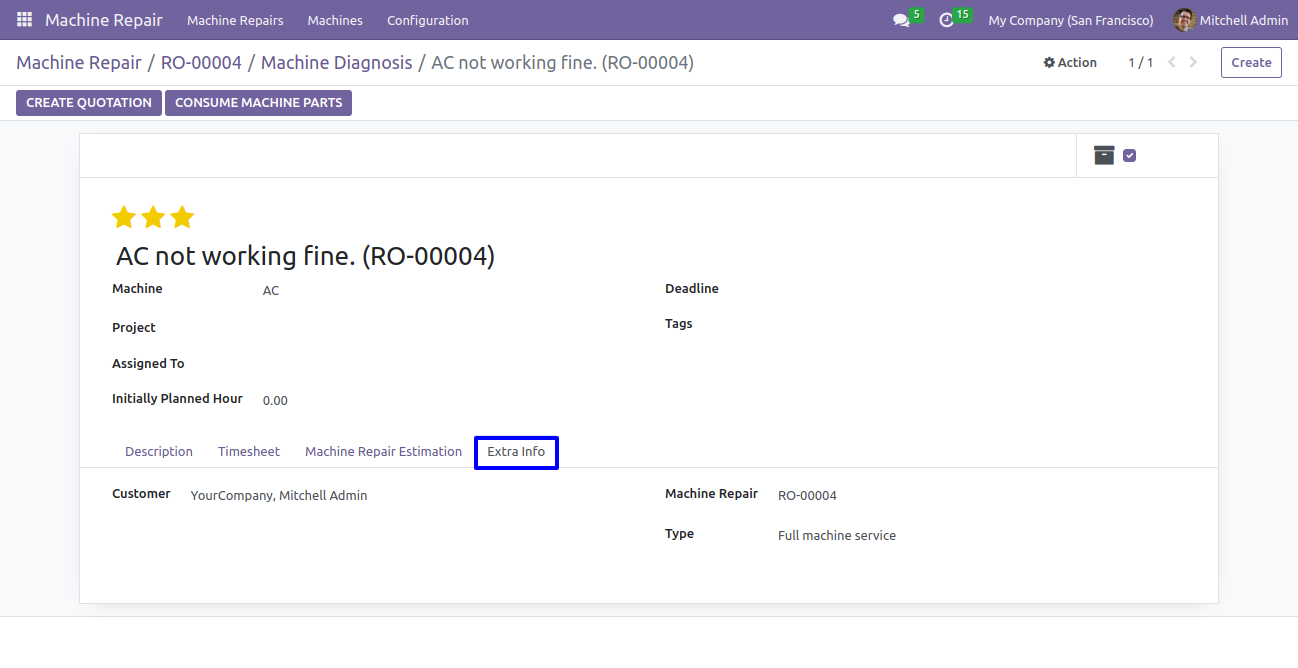 Machine Repair Machine Repairs Machines Configuration 5 15 My Company (San Francisco) Mitchell Admin
Machine Repair / RO-00004 / Machine Diagnosis / AC not working fine. (RO-00004) Action 1 / 1 Create
CREATE QUOTATION CONSUME MACHINE PARTS
AC not working fine. (RO-00004)
Machine AC Deadline
Project Tags
Assigned To
Initially Planned Hour 0.00
Description Timesheet Machine Repair Estimation Extra Info
Customer YourCompany, Mitchell Admin Machine Repair RO-00004
Type Full machine service